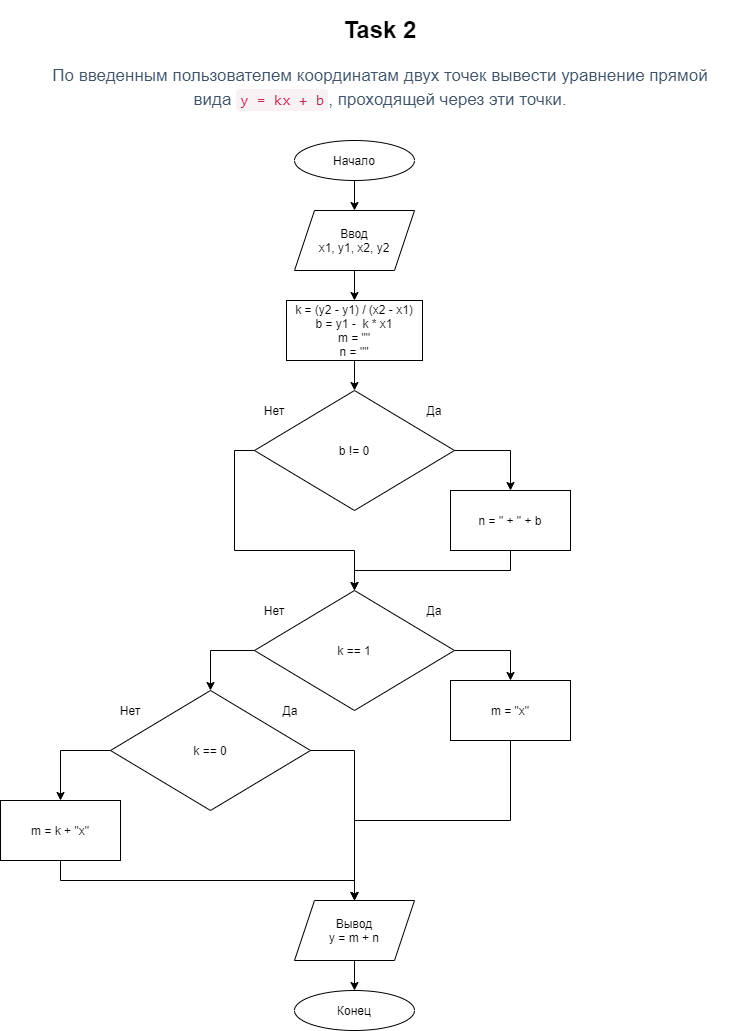 Task 2
По введенным пользователем координатам двух точек вывести уравнение прямой
вида y = kx + b, проходящей через эти точки.
Начало
Ввод
x1, y1, x2, y2
k = (y2 - y1) / (x2 - x1)
b = y1 - k * x1
m = ""
n = ""
Нет
Да
b != 0
n = " + " + b
Нет
Да
k == 1
m = "x"
Нет
Да
k == 0
m = k + "x"
Вывод
y = m + n
Конец